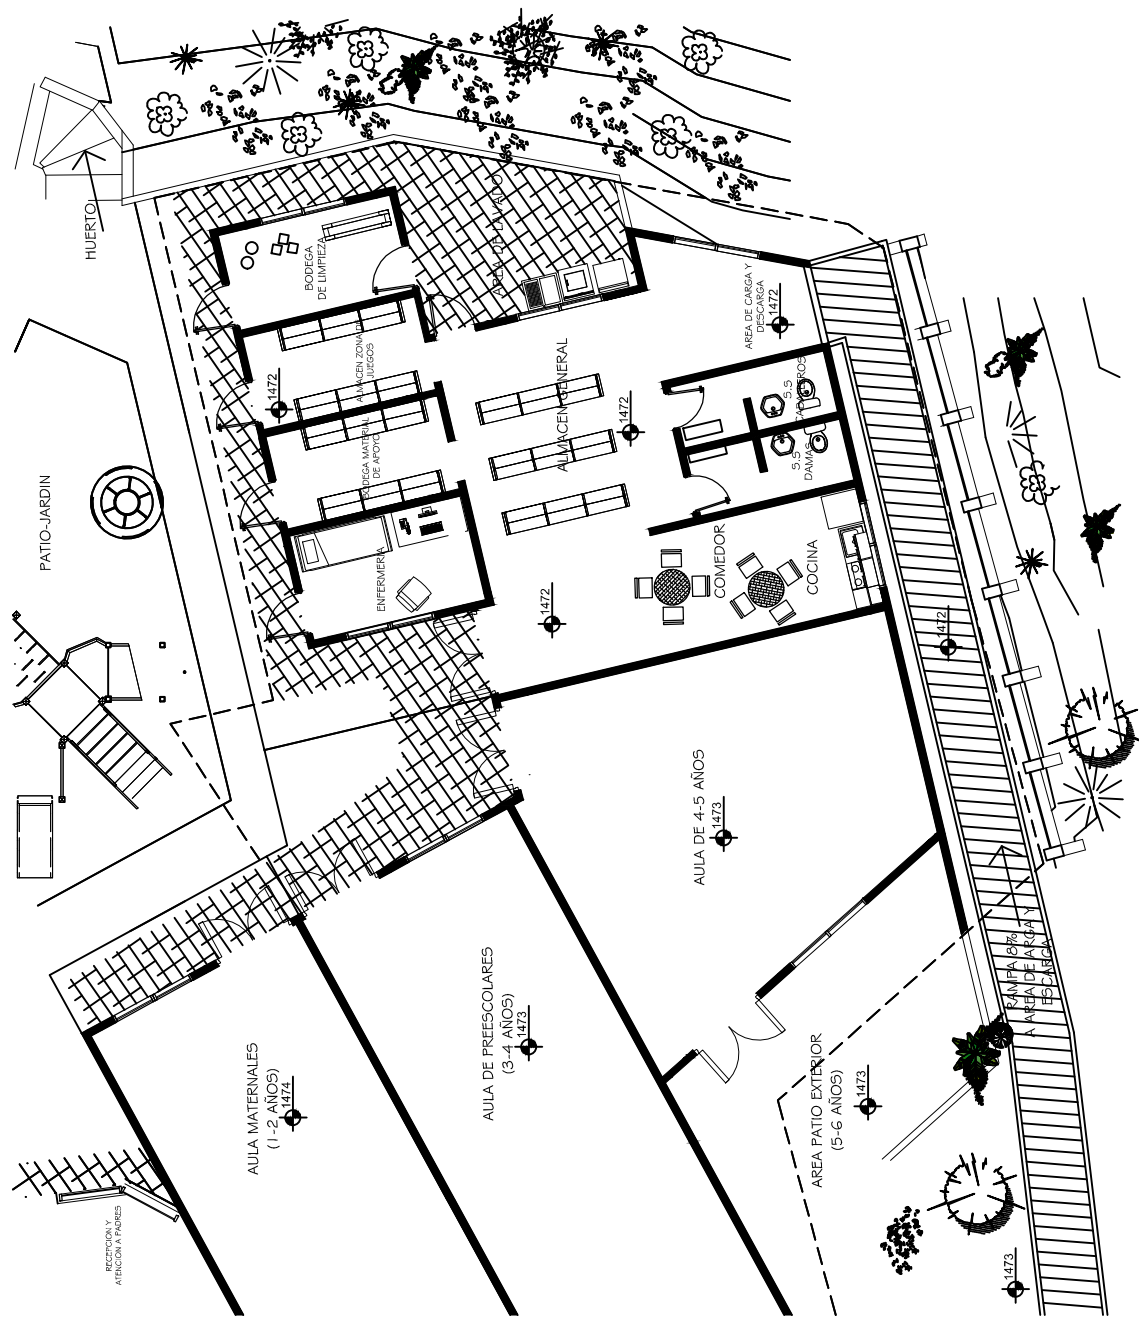 HUERTO
BODEGA
DE LIMPIEZA
AREA DE LAVADO
AREA DE CARGA Y
DESCARGA
1472
ALMACEN ZONA DE
JUEGOS
1472
BODEGA MATERIAL
DE APOYO
ALMACEN GENERAL
1472
S.S
CABALLEROS
S.S
DAMAS
PATIO-JARDIN
ENFERMERIA
1472
COMEDOR
COCINA
1472
AULA DE 4-5 AÑOS
1473
AULA DE PREESCOLARES
(3-4 AÑOS)
1473
AULA MATERNALES
(1-2 AÑOS)
1474
RAMPA 8%
A AREA DE ARGA Y
ESCARGA
AREA PATIO EXTERIOR
(5-6 AÑOS)
1473
RECEPCION Y
ATENCION A PADRES
1473